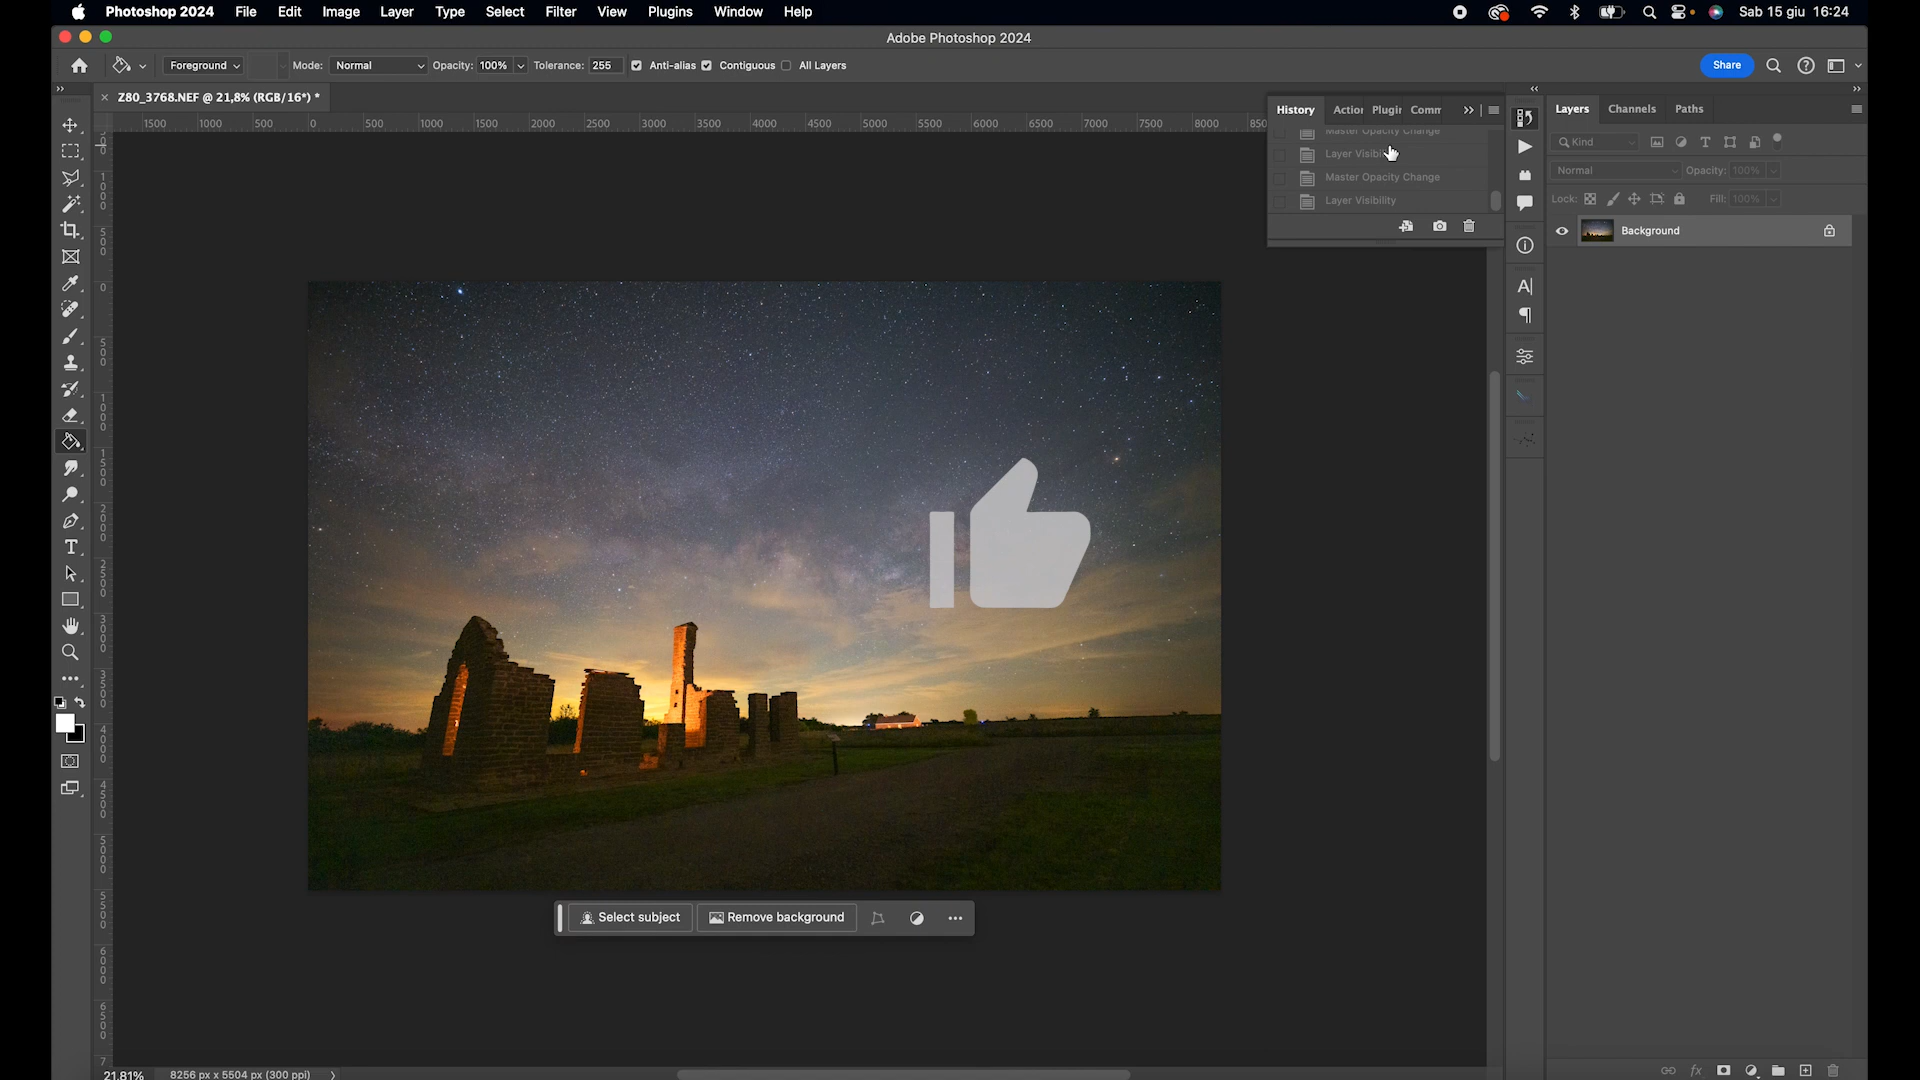 Photoshop 2024 File Edit Image Layer Type Select Filter View Plugins Window Help Sab 15 giu 16:24
Adobe Photoshop 2024
Foreground Mode: Normal Opacity: 100% Tolerance: 255 Anti-alias Contiguous All Layers Share
Z80_3768.NEF @ 21,8% (RGB/16*) *
1500 1000 500 0 500 1000 1500 2000 2500 3000 3500 4000 4500 5000 5500 6000 6500 7000 7500 8000
History Action Plugin Comm
Master Opacity Change
Layer Visibi
Master Opacity Change
Layer Visibility
Layers Channels Paths
Kind
Normal Opacity: 100%
Lock: Fill: 100%
Background
Select subject Remove background
21,81% 8256 px x 5504 px (300 ppi)